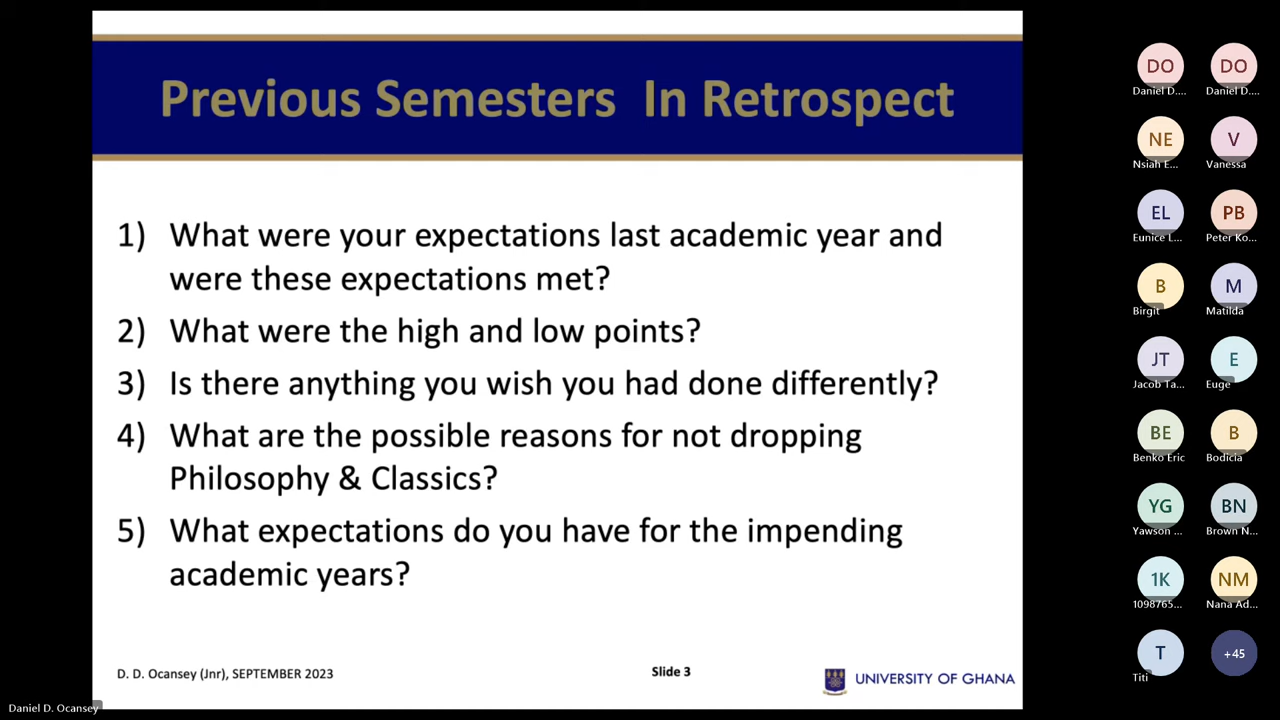 Previous Semesters In Retrospect
1) What were your expectations last academic year and
were these expectations met?
2) What were the high and low points?
3) Is there anything you wish you had done differently?
4) What are the possible reasons for not dropping
Philosophy & Classics?
5) What expectations do you have for the impending
academic years?
D. D. Ocansey (Jnr), SEPTEMBER 2023
Slide 3
UNIVERSITY OF GHANA
Daniel D. Ocansey
DO
DO
Daniel D....
Daniel D....
NE
V
Nsiah E...
Vanessa
EL
PB
Eunice L...
Peter Ko...
B
M
Birgit
Matilda
JT
E
Jacob Ta...
Euge
BE
B
Benko Eric
Bodicia
YG
BN
Yawson ...
Brown N...
1K
NM
1098765...
Nana Ad...
T
+45
Titi